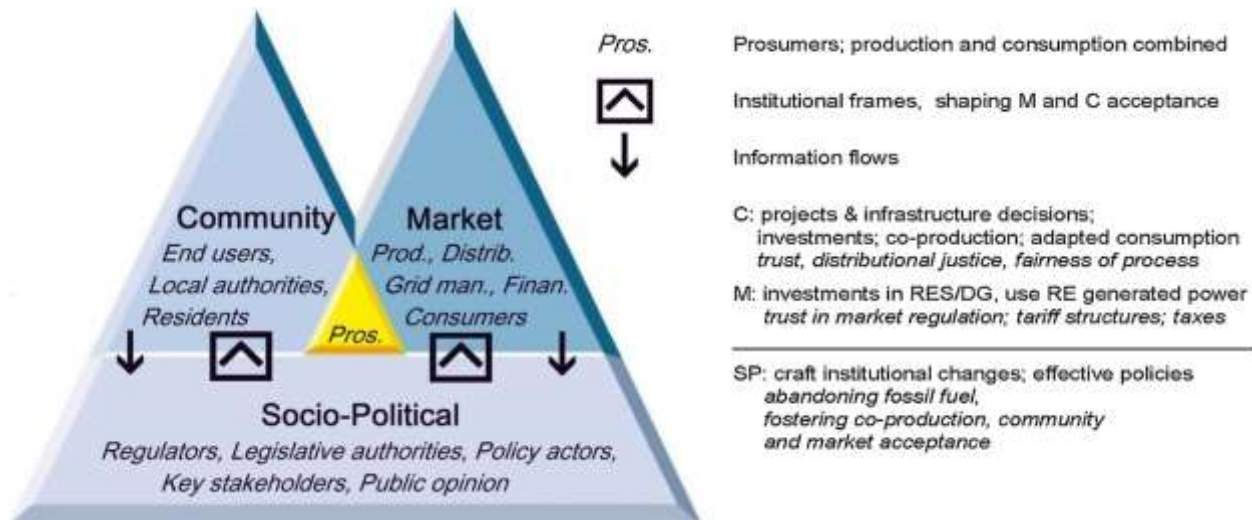 Community
End users,
Local authorities,
Residents
Market
Prod., Distrib.
Grid man., Finan.
Consumers
Pros.
Socio-Political
Regulators, Legislative authorities, Policy actors,
Key stakeholders, Public opinion
Pros.
Prosumers; production and consumption combined
Institutional frames, shaping M and C acceptance
Information flows
C: projects & infrastructure decisions;
investments; co-production; adapted consumption
trust, distributional justice, fairness of process
M: investments in RES/DG, use RE generated power
trust in market regulation; tariff structures; taxes
SP: craft institutional changes; effective policies
abandoning fossil fuel,
fostering co-production, community
and market acceptance